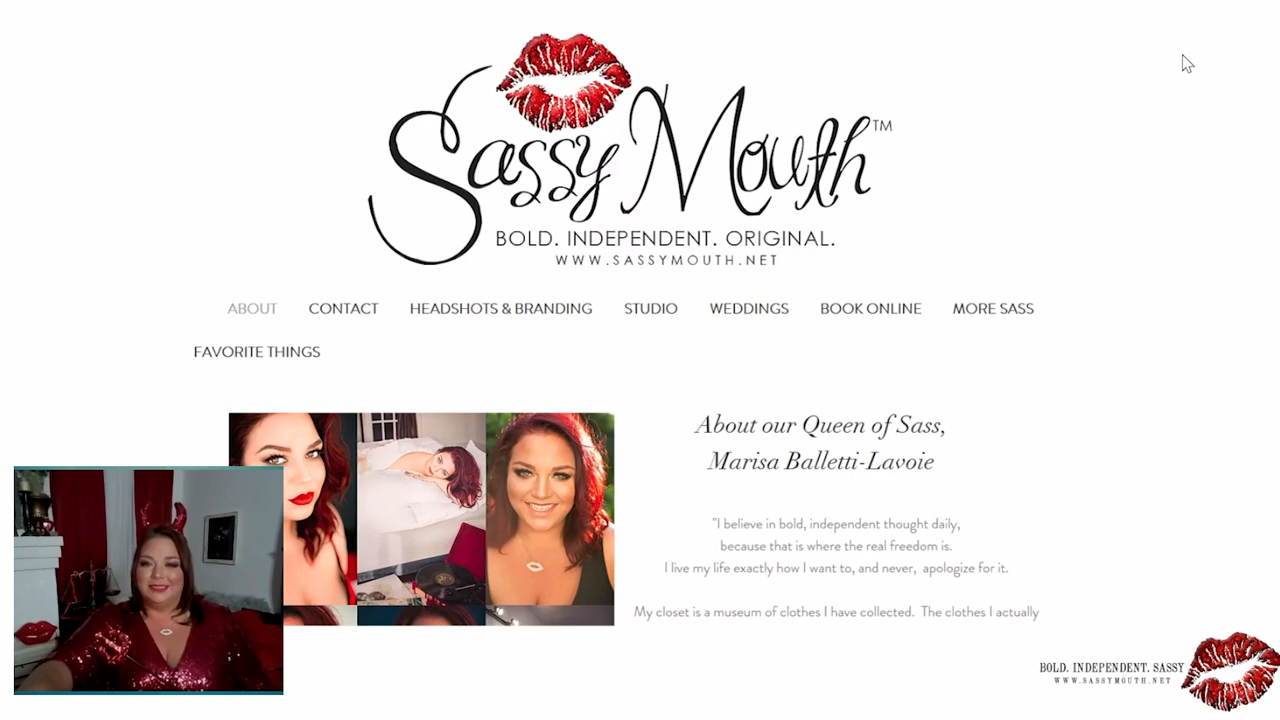 Sassy Mouth™
BOLD. INDEPENDENT. ORIGINAL.
WWW.SASSYMOUTH.NET
ABOUT CONTACT HEADSHOTS & BRANDING STUDIO WEDDINGS BOOK ONLINE MORE SASS
FAVORITE THINGS
About our Queen of Sass,
Marisa Balletti-Lavoie
"I believe in bold, independent thought daily,
because that is where the real freedom is.
I live my life exactly how I want to, and never, apologize for it.
My closet is a museum of clothes I have collected. The clothes I actually
BOLD. INDEPENDENT. SASSY
WWW.SASSYMOUTH.NET